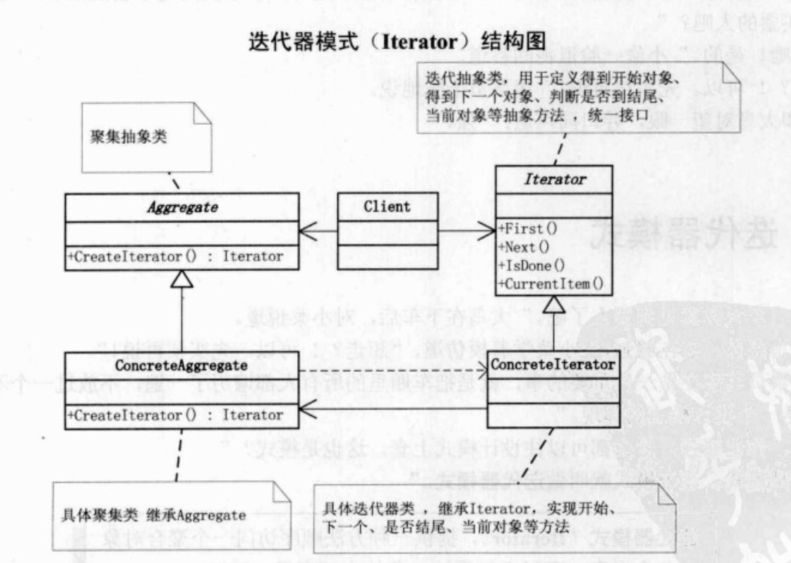 迭代器模式（Iterator）结构图
迭代抽象类，用于定义得到开始对象、
得到下一个对象、判断是否到结尾、
当前对象等抽象方法，统一接口
聚集抽象类
Aggregate
+CreateIterator() : Iterator
Client
Iterator
+First()
+Next()
+IsDone()
+CurrentItem()
ConcreteAggregate
+CreateIterator() : Iterator
ConcreteIterator
具体聚集类 继承Aggregate
具体迭代器类 ，继承Iterator，实现开始、
下一个、是否结尾、当前对象等方法